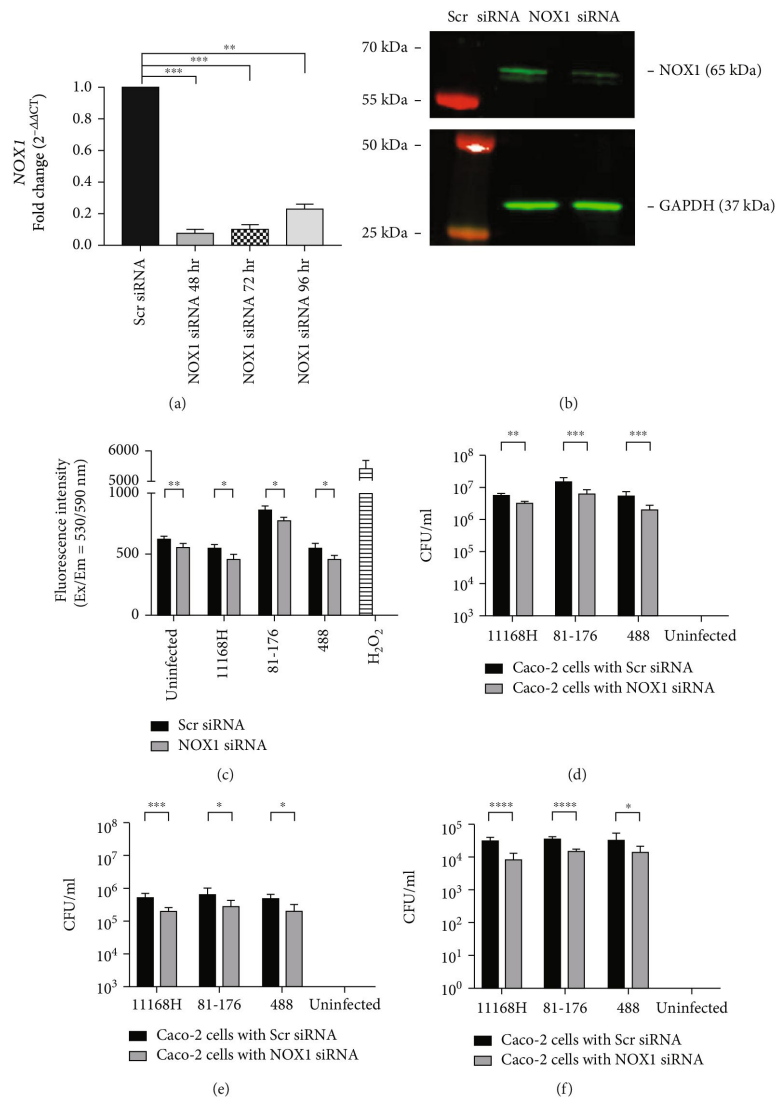 **
***
***
1.0
0.8
0.6
0.4
0.2
0.0
NOX1
Fold change (2−ΔΔCT)
Scr siRNA
NOX1 siRNA 48 hr
NOX1 siRNA 72 hr
NOX1 siRNA 96 hr
(a)
Scr siRNA NOX1 siRNA
70 kDa –
55 kDa –
– NOX1 (65 kDa)
50 kDa –
25 kDa –
– GAPDH (37 kDa)
(b)
Fluorescence intensity
(Ex/Em = 530/590 nm)
6000
5000
1000
500
0
** * * *
Uninfected
11168H
81-176
488
H2O2
Scr siRNA
NOX1 siRNA
(c)
CFU/ml
10^8
10^7
10^6
10^5
10^4
10^3
** *** ***
11168H 81-176 488 Uninfected
Caco-2 cells with Scr siRNA
Caco-2 cells with NOX1 siRNA
(d)
CFU/ml
10^8
10^7
10^6
10^5
10^4
10^3
*** * *
11168H 81-176 488 Uninfected
Caco-2 cells with Scr siRNA
Caco-2 cells with NOX1 siRNA
(e)
CFU/ml
10^5
10^4
10^3
10^2
10^1
10^0
**** **** *
11168H 81-176 488 Uninfected
Caco-2 cells with Scr siRNA
Caco-2 cells with NOX1 siRNA
(f)